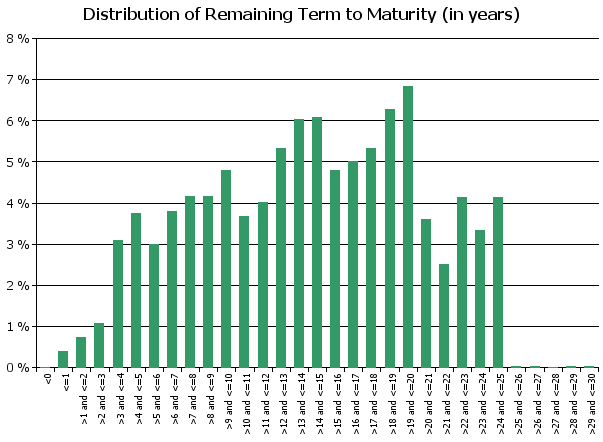 Distribution of Remaining Term to Maturity (in years)
8 %
7 %
6 %
5 %
4 %
3 %
2 %
1 %
0 %
<0
<=1
>1 and <=2
>2 and <=3
>3 and <=4
>4 and <=5
>5 and <=6
>6 and <=7
>7 and <=8
>8 and <=9
>9 and <=10
>10 and <=11
>11 and <=12
>12 and <=13
>13 and <=14
>14 and <=15
>15 and <=16
>16 and <=17
>17 and <=18
>18 and <=19
>19 and <=20
>20 and <=21
>21 and <=22
>22 and <=23
>23 and <=24
>24 and <=25
>25 and <=26
>26 and <=27
>27 and <=28
>28 and <=29
>29 and <=30